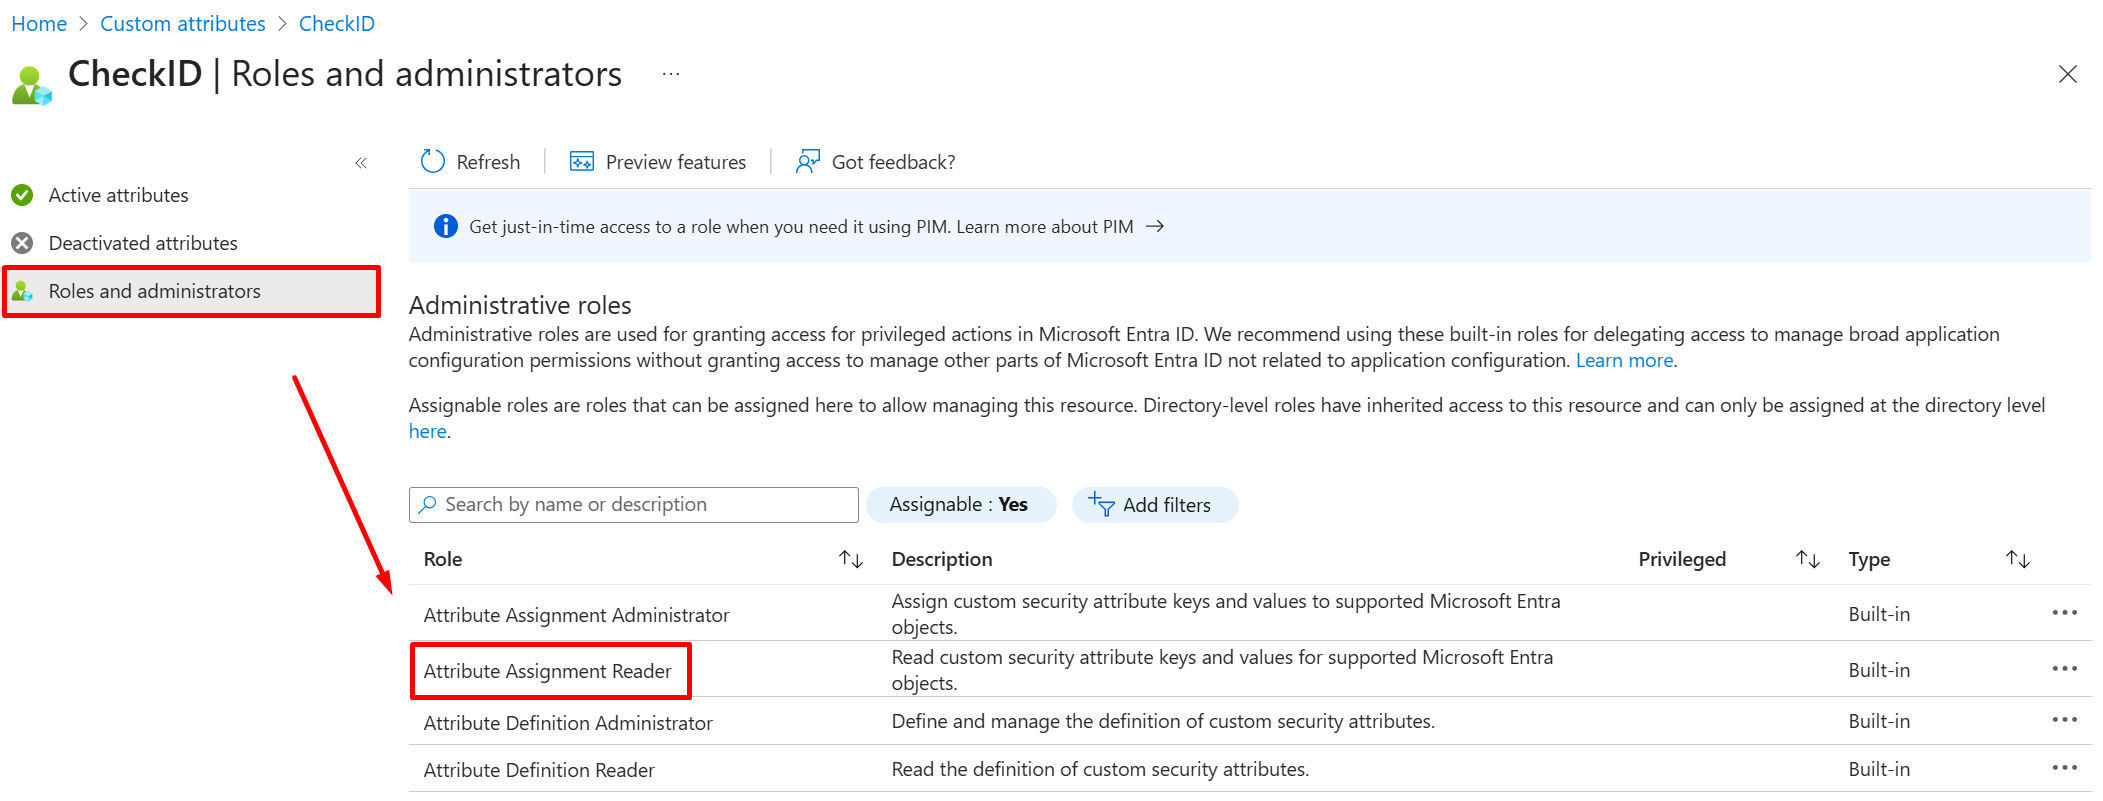 Home > Custom attributes > CheckID
CheckID | Roles and administrators ...
«
Refresh
Preview features
Got feedback?
Active attributes
Deactivated attributes
Roles and administrators
Get just-in-time access to a role when you need it using PIM. Learn more about PIM →
Administrative roles
Administrative roles are used for granting access for privileged actions in Microsoft Entra ID. We recommend using these built-in roles for delegating access to manage broad application
configuration permissions without granting access to manage other parts of Microsoft Entra ID not related to application configuration. Learn more.
Assignable roles are roles that can be assigned here to allow managing this resource. Directory-level roles have inherited access to this resource and can only be assigned at the directory level
here.
Search by name or description
Assignable : Yes
Add filters
Role ↑↓ Description Privileged ↑↓ Type ↑↓
Attribute Assignment Administrator
Assign custom security attribute keys and values to supported Microsoft Entra
objects.
Built-in ...
Attribute Assignment Reader
Read custom security attribute keys and values for supported Microsoft Entra
objects.
Built-in ...
Attribute Definition Administrator
Define and manage the definition of custom security attributes.
Built-in ...
Attribute Definition Reader
Read the definition of custom security attributes.
Built-in ...